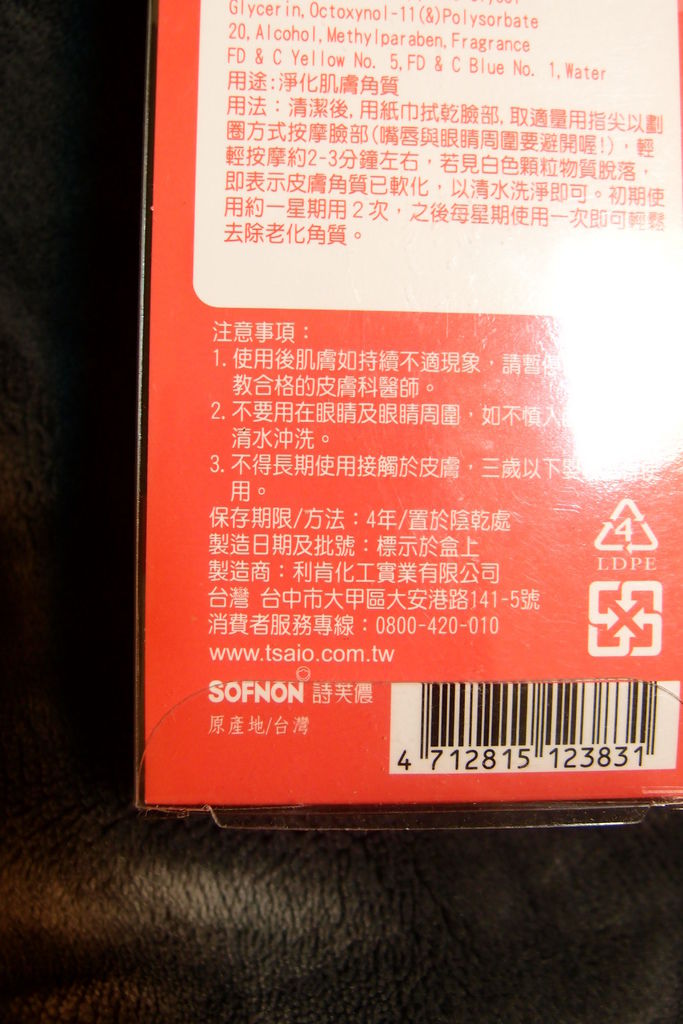 Glycerin,Octoxynol-11(&)Polysorbate
20,Alcohol,Methylparaben,Fragrance
FD & C Yellow No. 5,FD & C Blue No. 1,Water
用途:淨化肌膚角質
用法：清潔後,用紙巾拭乾臉部,取適量用指尖以劃
圈方式按摩臉部(嘴唇與眼睛周圍要避開喔!)，輕
輕按摩約2-3分鐘左右，若見白色顆粒物質脫落，
即表示皮膚角質已軟化，以清水洗淨即可。初期使
用約一星期用２次，之後每星期使用一次即可輕鬆
去除老化角質。
注意事項：
1.使用後肌膚如持續不適現象，請暫停
教合格的皮膚科醫師。
2.不要用在眼睛及眼睛周圍，如不慎入
清水沖洗。
3.不得長期使用接觸於皮膚，三歲以下 使
用。
保存期限/方法：4年/置於陰乾處
製造日期及批號：標示於盒上
製造商：利肯化工實業有限公司
台灣 台中市大甲區大安港路141-5號
消費者服務專線：0800-420-010
www.tsaio.com.tw
4
LDPE
SOFNON 詩芙儂
原產地/台灣
4 712815 123831